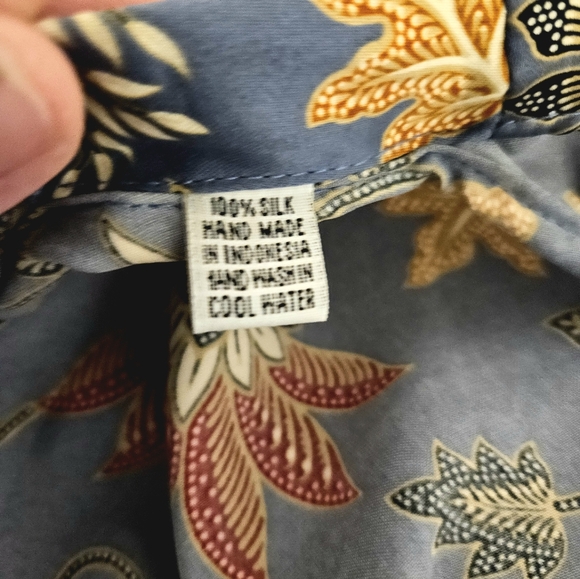 100% SILK
HAND MADE
IN INDONESIA
HAND WASH IN
COOL WATER